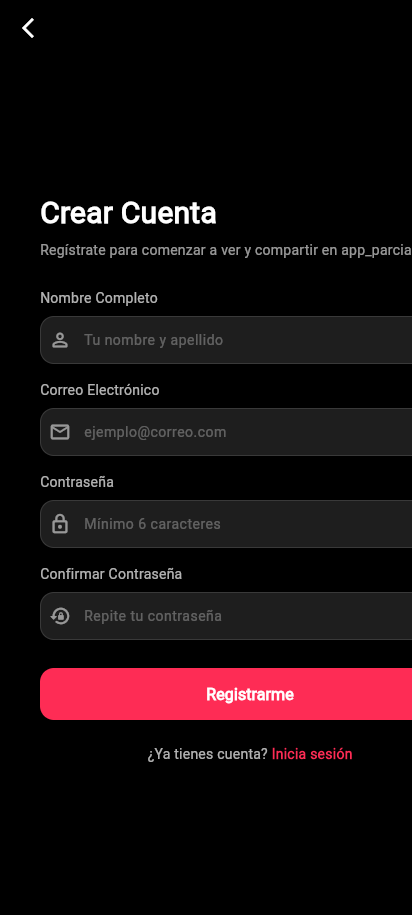 Crear Cuenta
Regístrate para comenzar a ver y compartir en app_parcia
Nombre Completo
Tu nombre y apellido
Correo Electrónico
ejemplo@correo.com
Contraseña
Mínimo 6 caracteres
Confirmar Contraseña
Repite tu contraseña
Registrarme
¿Ya tienes cuenta? Inicia sesión